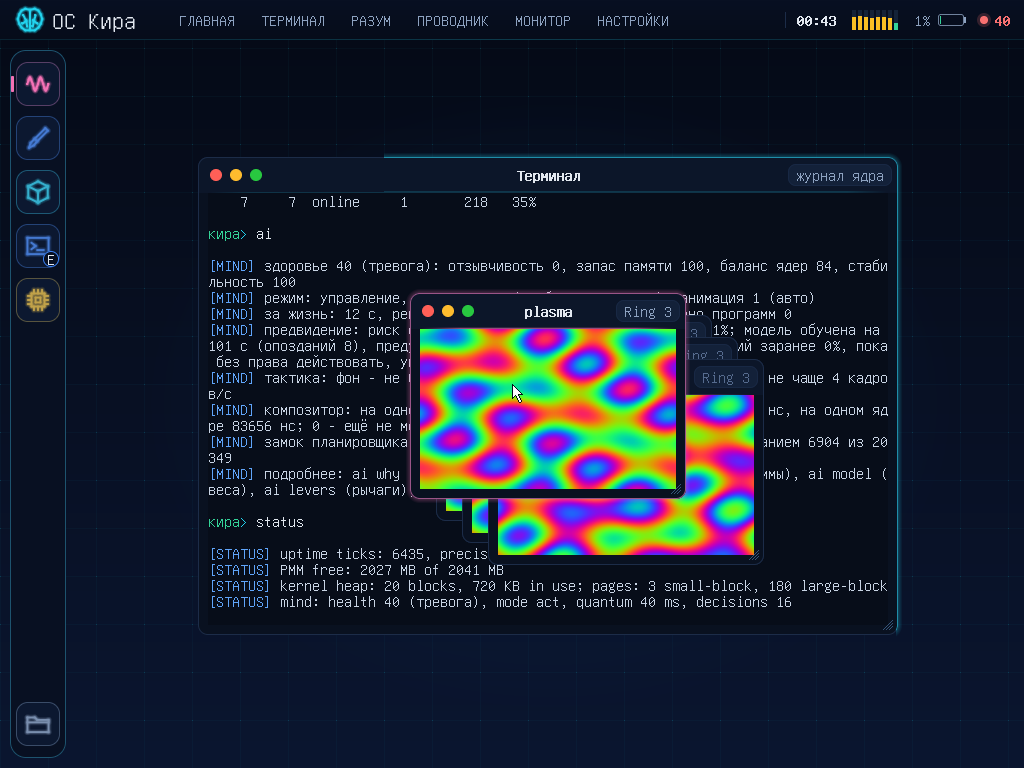 ОС Кира
ГЛАВНАЯ ТЕРМИНАЛ РАЗУМ ПРОВОДНИК МОНИТОР НАСТРОЙКИ
00:43 1% 40
Терминал
журнал ядра
7 7 online 1 218 35%
кира> ai
[MIND] здоровье 40 (тревога): отзывчивость 0, запас памяти 100, баланс ядер 84, стаби
льность 100
[MIND] режим: управление, анимация 1 (авто)
[MIND] за жизнь: 12 с, программ 0
[MIND] предвидение: риск 1%; модель обучена на
101 с (опозданий 8), заранее 0%, пока
без права действовать,
[MIND] тактика: фон - не не чаще 4 кадро
в/с
[MIND] композитор: на нс, на одном яд
ре 83656 нс; 0 - ещё не
[MIND] замок планировщика 6904 из 20
349
[MIND] подробнее: ai why ai model (
веса), ai levers (рычаги)
plasma
Ring 3
Ring 3
кира> status
[STATUS] uptime ticks: 6435,
[STATUS] PMM free: 2027 MB of 2041 MB
[STATUS] kernel heap: 20 blocks, 720 KB in use; pages: 3 small-block, 180 large-block
[STATUS] mind: health 40 (тревога), mode act, quantum 40 ms, decisions 16
E